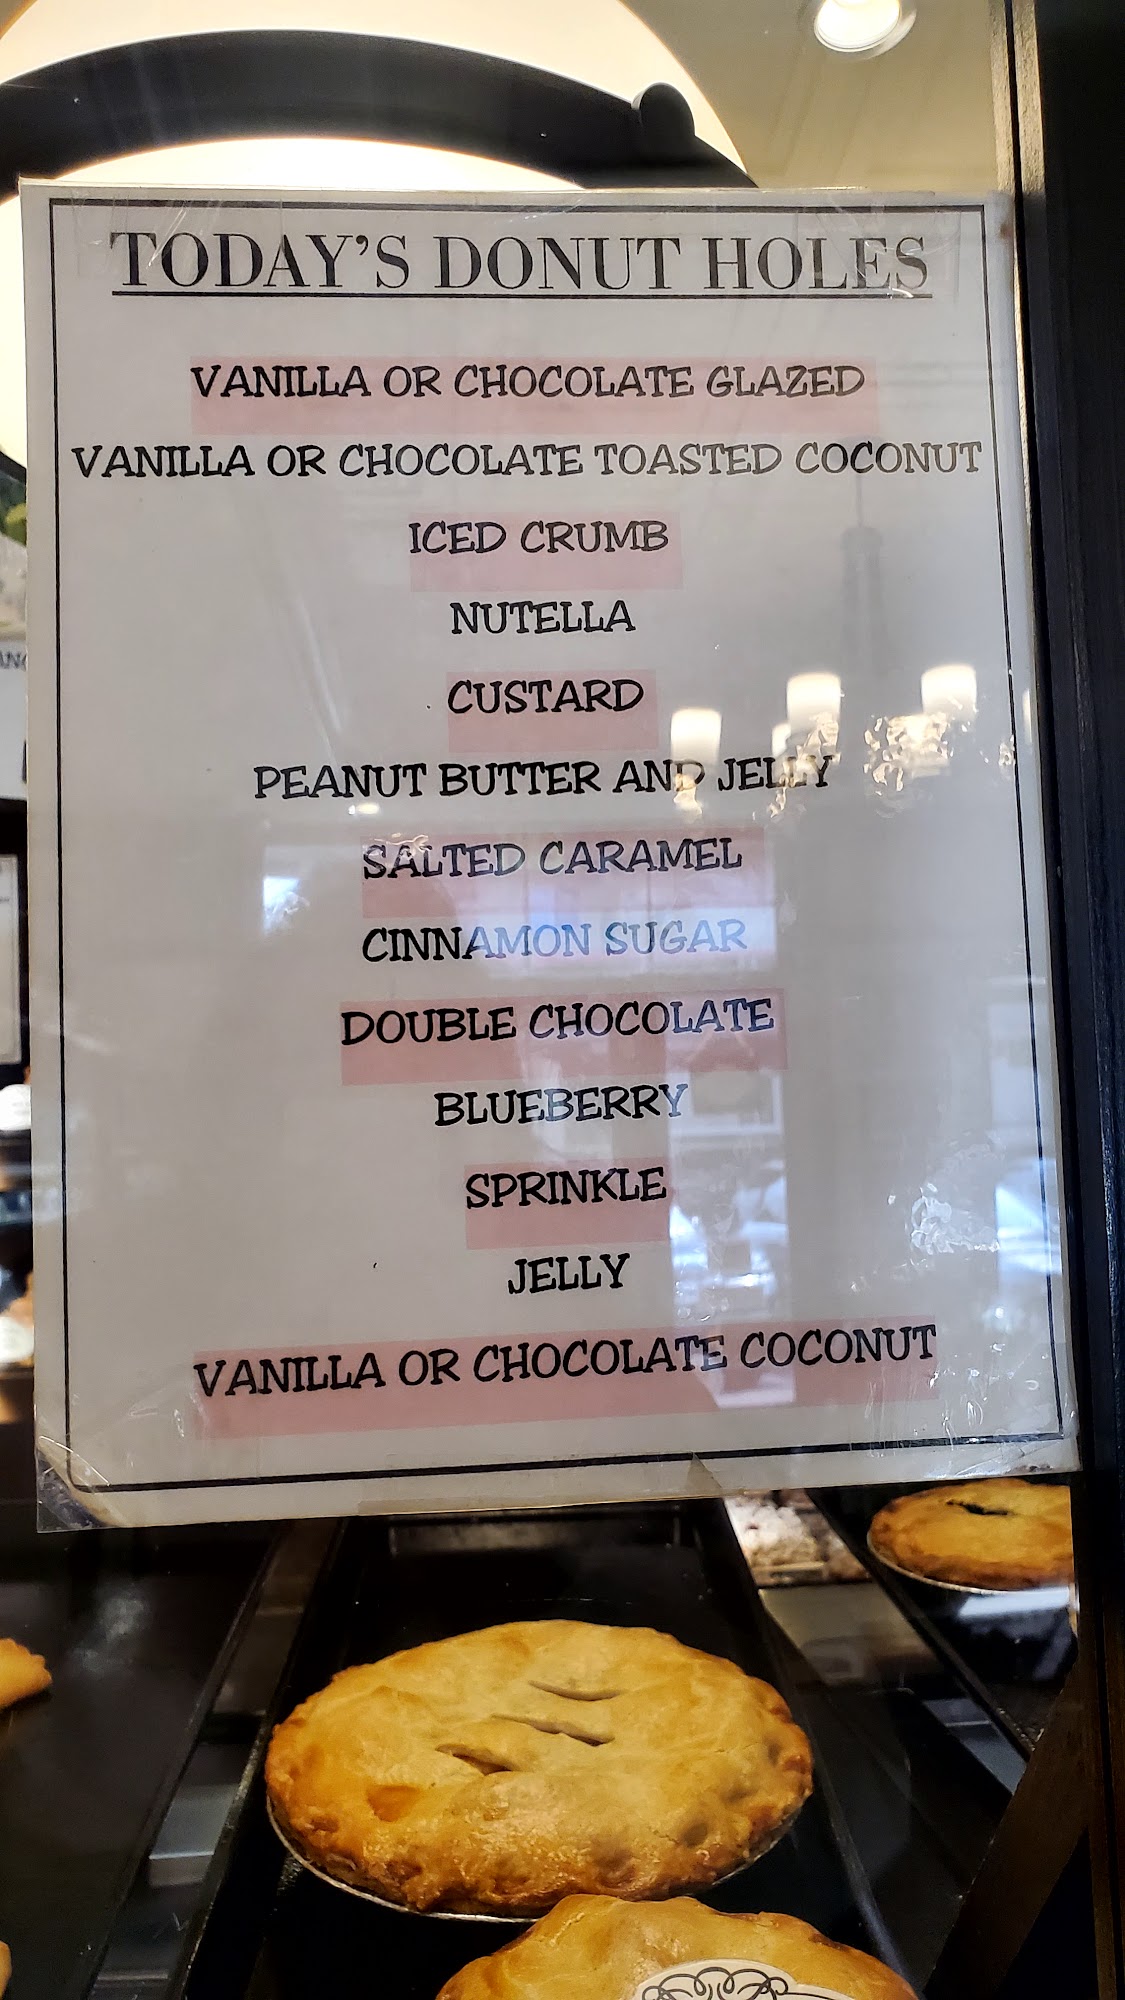 TODAY'S DONUT HOLES
VANILLA OR CHOCOLATE GLAZED
VANILLA OR CHOCOLATE TOASTED COCONUT
ICED CRUMB
NUTELLA
CUSTARD
PEANUT BUTTER AND JELLY
SALTED CARAMEL
CINNAMON SUGAR
DOUBLE CHOCOLATE
BLUEBERRY
SPRINKLE
JELLY
VANILLA OR CHOCOLATE COCONUT